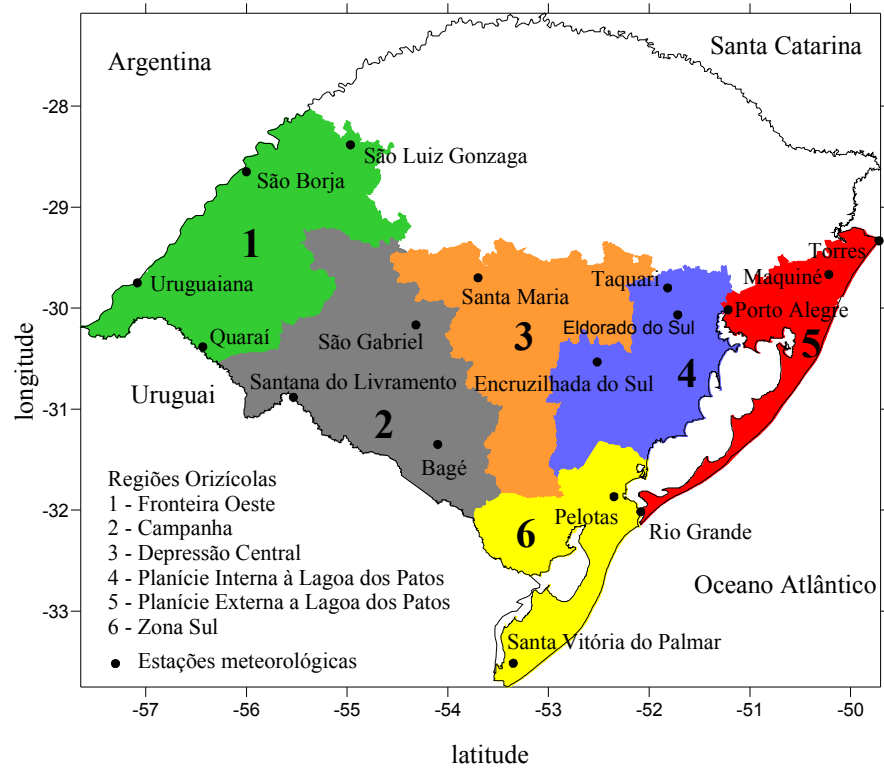 Argentina
Santa Catarina
-28
São Luiz Gonzaga
São Borja
-29
1
Torres
Maquiné
Uruguaiana
Taquari
Santa Maria
-30
Porto Alegre
3
Eldorado do Sul
5
Quaraí
São Gabriel
longitude
Santana do Livramento
Encruzilhada do Sul
4
Uruguai
-31
2
Bagé
Regiões Orizícolas
1 - Fronteira Oeste
-32
2 - Campanha
Pelotas
6
Rio Grande
3 - Depressão Central
4 - Planície Interna à Lagoa dos Patos
Oceano Atlântico
5 - Planície Externa a Lagoa dos Patos
-33
6 - Zona Sul
Santa Vitória do Palmar
Estações meteorológicas
-57 -56 -55 -54 -53 -52 -51 -50
latitude